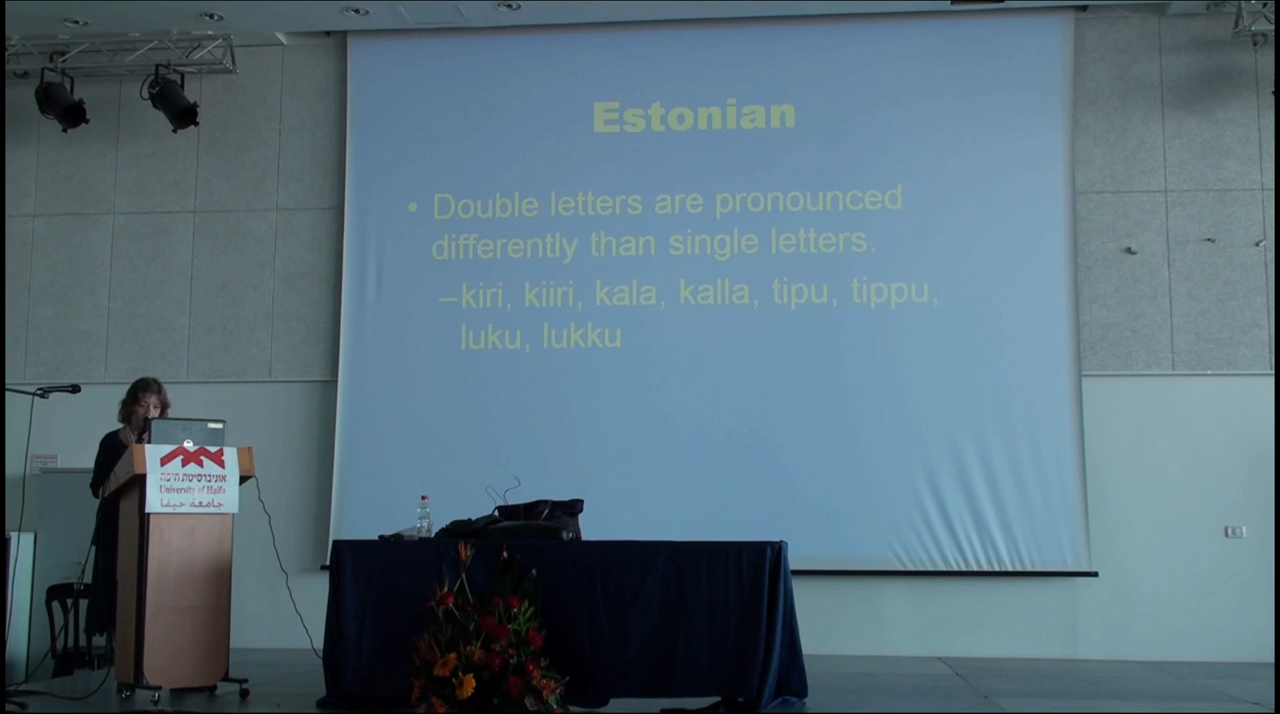 Estonian
• Double letters are pronounced
differently than single letters.
–kiri, kiiri, kala, kalla, tipu, tippu,
luku, lukku
אוניברסיטת חיפה
University of Haifa
جامعة حيفا